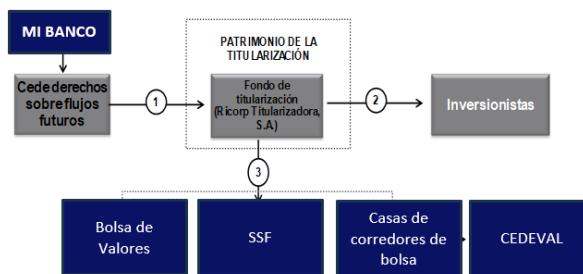 MI BANCO
PATRIMONIO DE LA
TITULARIZACIÓN
Cede derechos
sobre flujos
futuros
1
Fondo de
titularización
(Ricorp Titularizadora,
S.A.)
2
Inversionistas
3
Bolsa de
Valores
SSF
Casas de
corredores de
bolsa
CEDEVAL